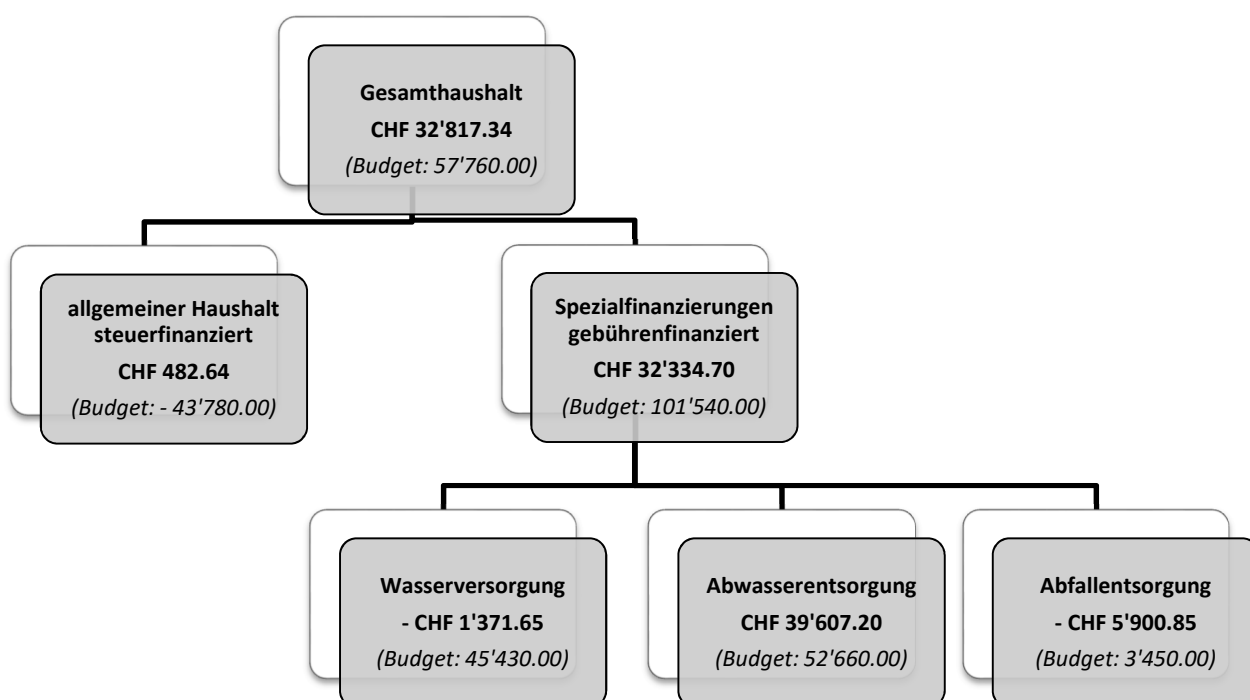 Gesamthaushalt
CHF 32'817.34
(Budget: 57'760.00)
allgemeiner Haushalt
steuerfinanziert
CHF 482.64
(Budget: - 43'780.00)
Spezialfinanzierungen
gebührenfinanziert
CHF 32'334.70
(Budget: 101'540.00)
Wasserversorgung
- CHF 1'371.65
(Budget: 45'430.00)
Abwasserentsorgung
CHF 39'607.20
(Budget: 52'660.00)
Abfallentsorgung
- CHF 5'900.85
(Budget: 3'450.00)